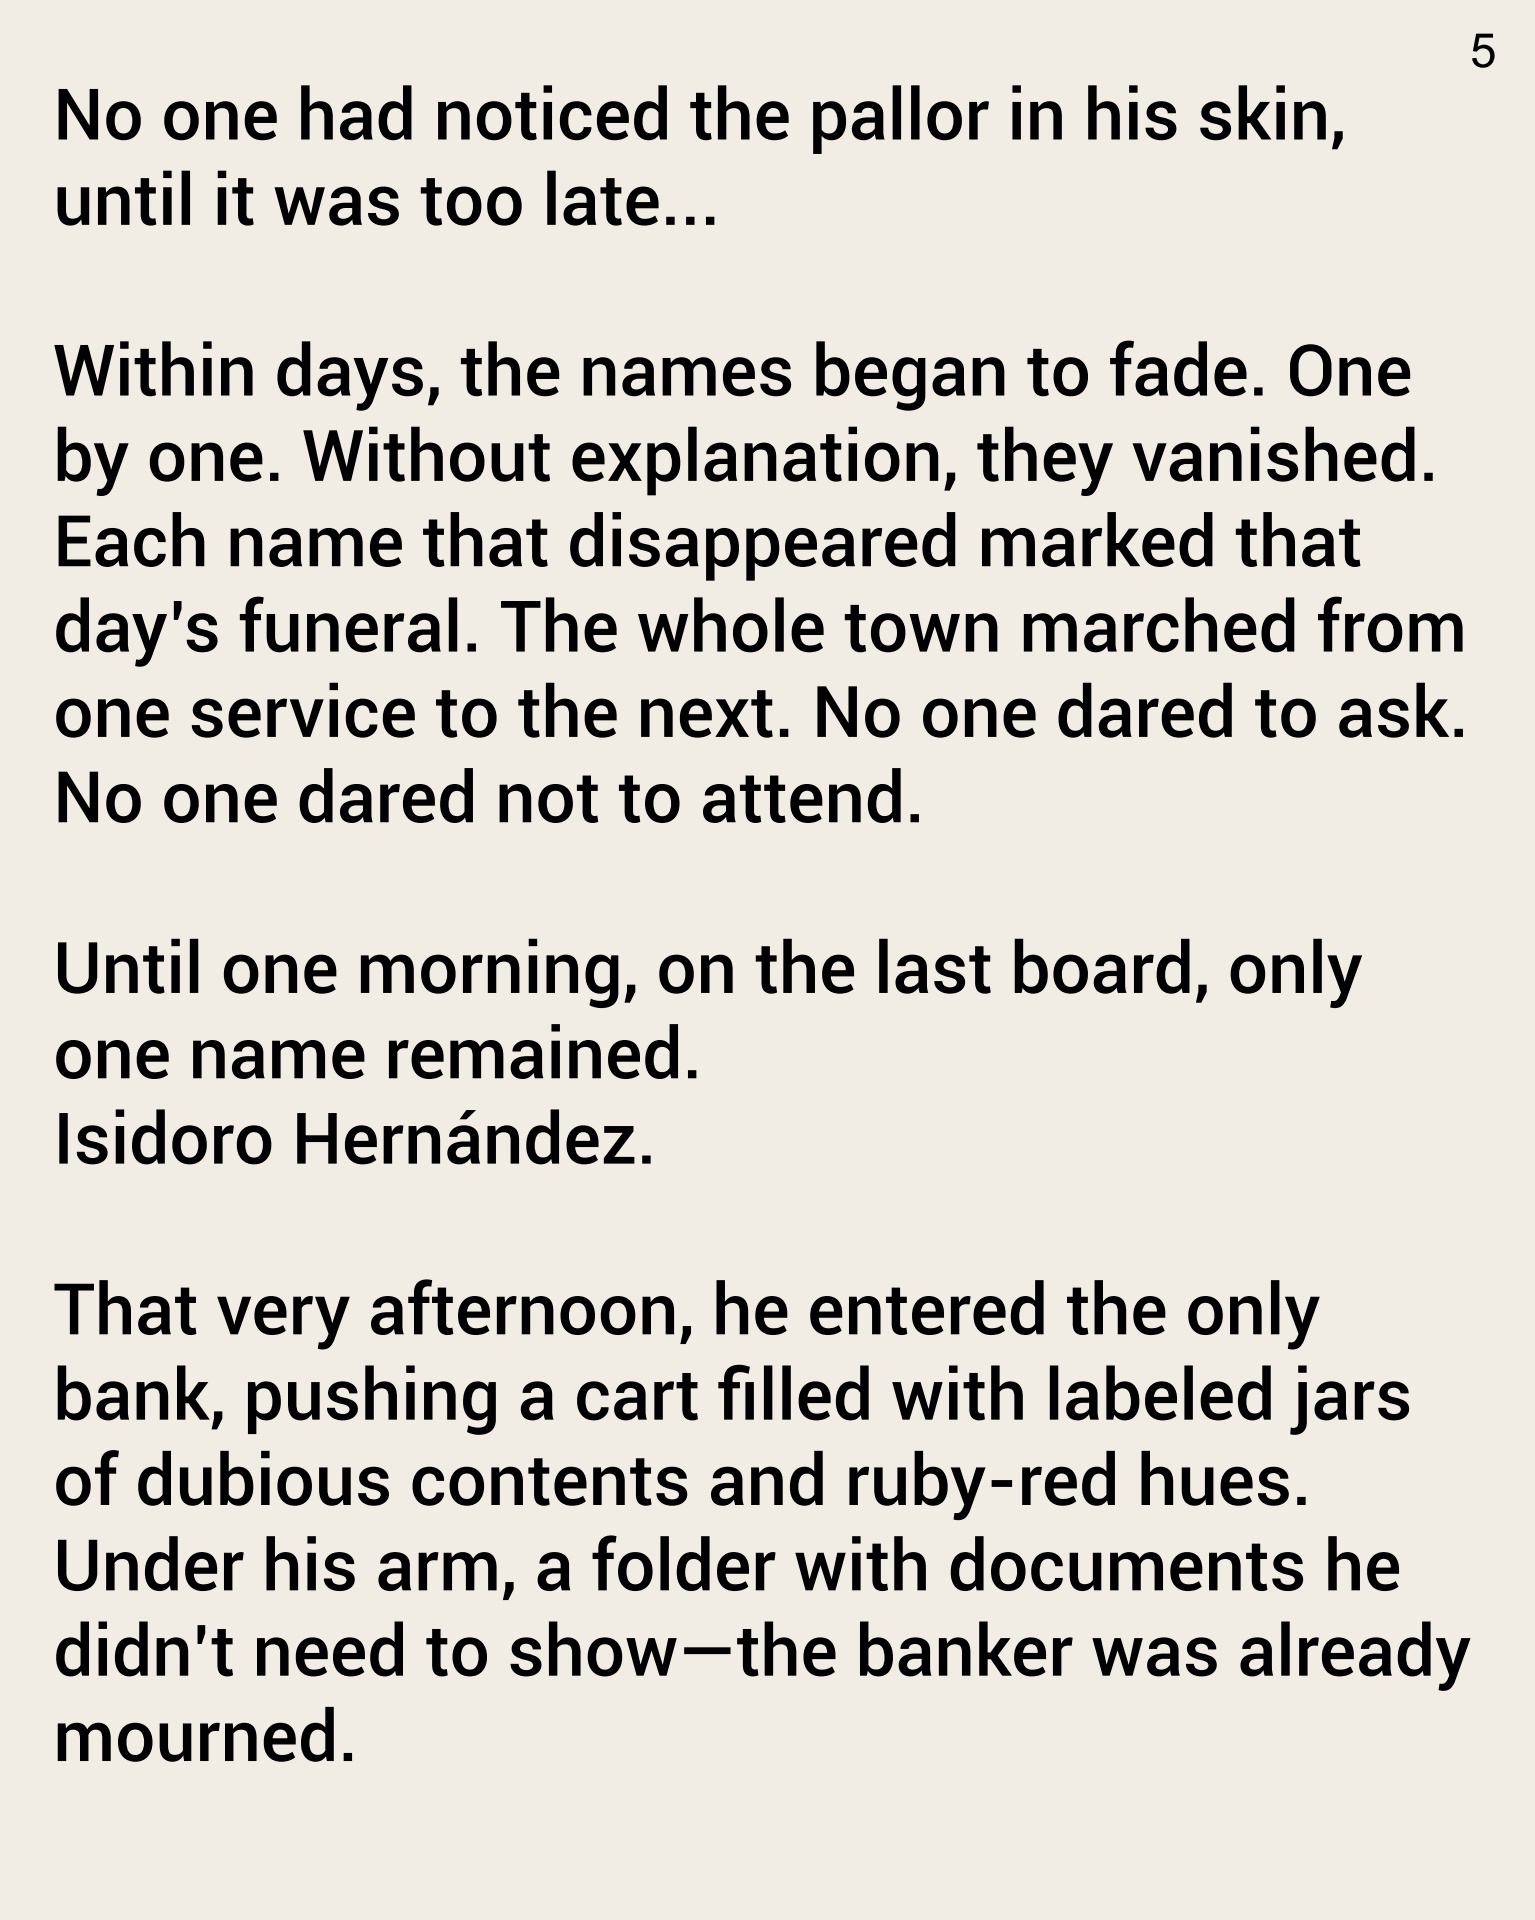 5
No one had noticed the pallor in his skin,
until it was too late...
Within days, the names began to fade. One
by one. Without explanation, they vanished.
Each name that disappeared marked that
day's funeral. The whole town marched from
one service to the next. No one dared to ask.
No one dared not to attend.
Until one morning, on the last board, only
one name remained.
Isidoro Hernández.
That very afternoon, he entered the only
bank, pushing a cart filled with labeled jars
of dubious contents and ruby-red hues.
Under his arm, a folder with documents he
didn't need to show—the banker was already
mourned.